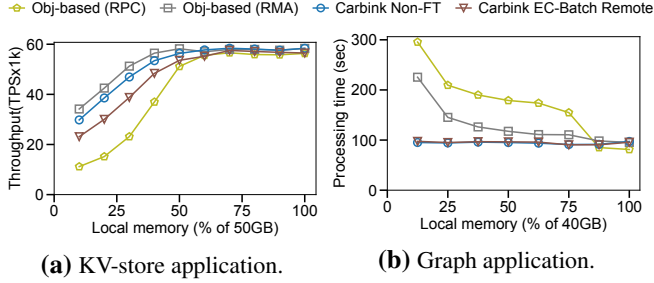 Obj-based (RPC) Obj-based (RMA) Carbink Non-FT Carbink EC-Batch Remote
Throughput(TPSx1k)
60
40
20
0
0 25 50 75 100
Local memory (% of 50GB)
(a) KV-store application.
Processing time (sec)
300
200
100
0
0 25 50 75 100
Local memory (% of 40GB)
(b) Graph application.